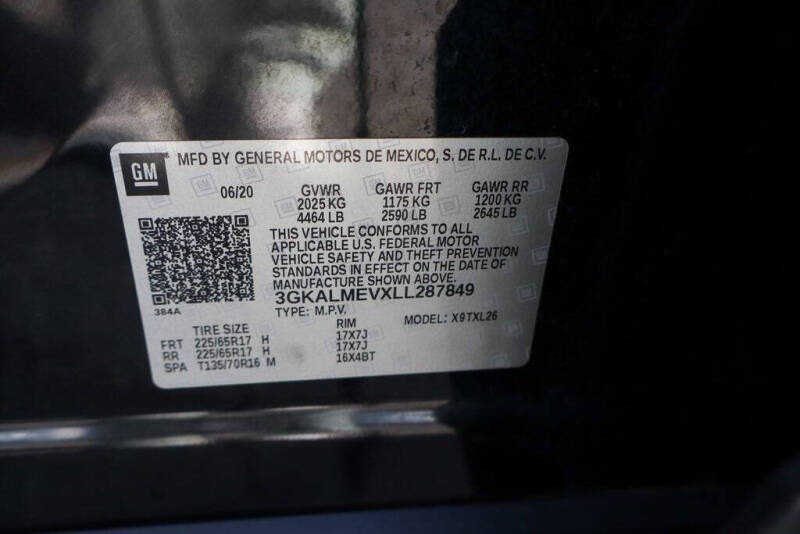 GM
MFD BY GENERAL MOTORS DE MEXICO, S. DE R.L. DE C.V.
06/20 GVWR GAWR FRT GAWR RR
2025 KG 1175 KG 1200 KG
4464 LB 2590 LB 2645 LB
THIS VEHICLE CONFORMS TO ALL
APPLICABLE U.S. FEDERAL MOTOR
VEHICLE SAFETY AND THEFT PREVENTION
STANDARDS IN EFFECT ON THE DATE OF
MANUFACTURE SHOWN ABOVE.
3GKALMEVXLL287849
384A
TYPE: M.P.V. MODEL: X9TXL26
TIRE SIZE RIM
FRT 225/65R17 H 17X7J
RR 225/65R17 H 17X7J
SPA T135/70R16 M 16X4BT